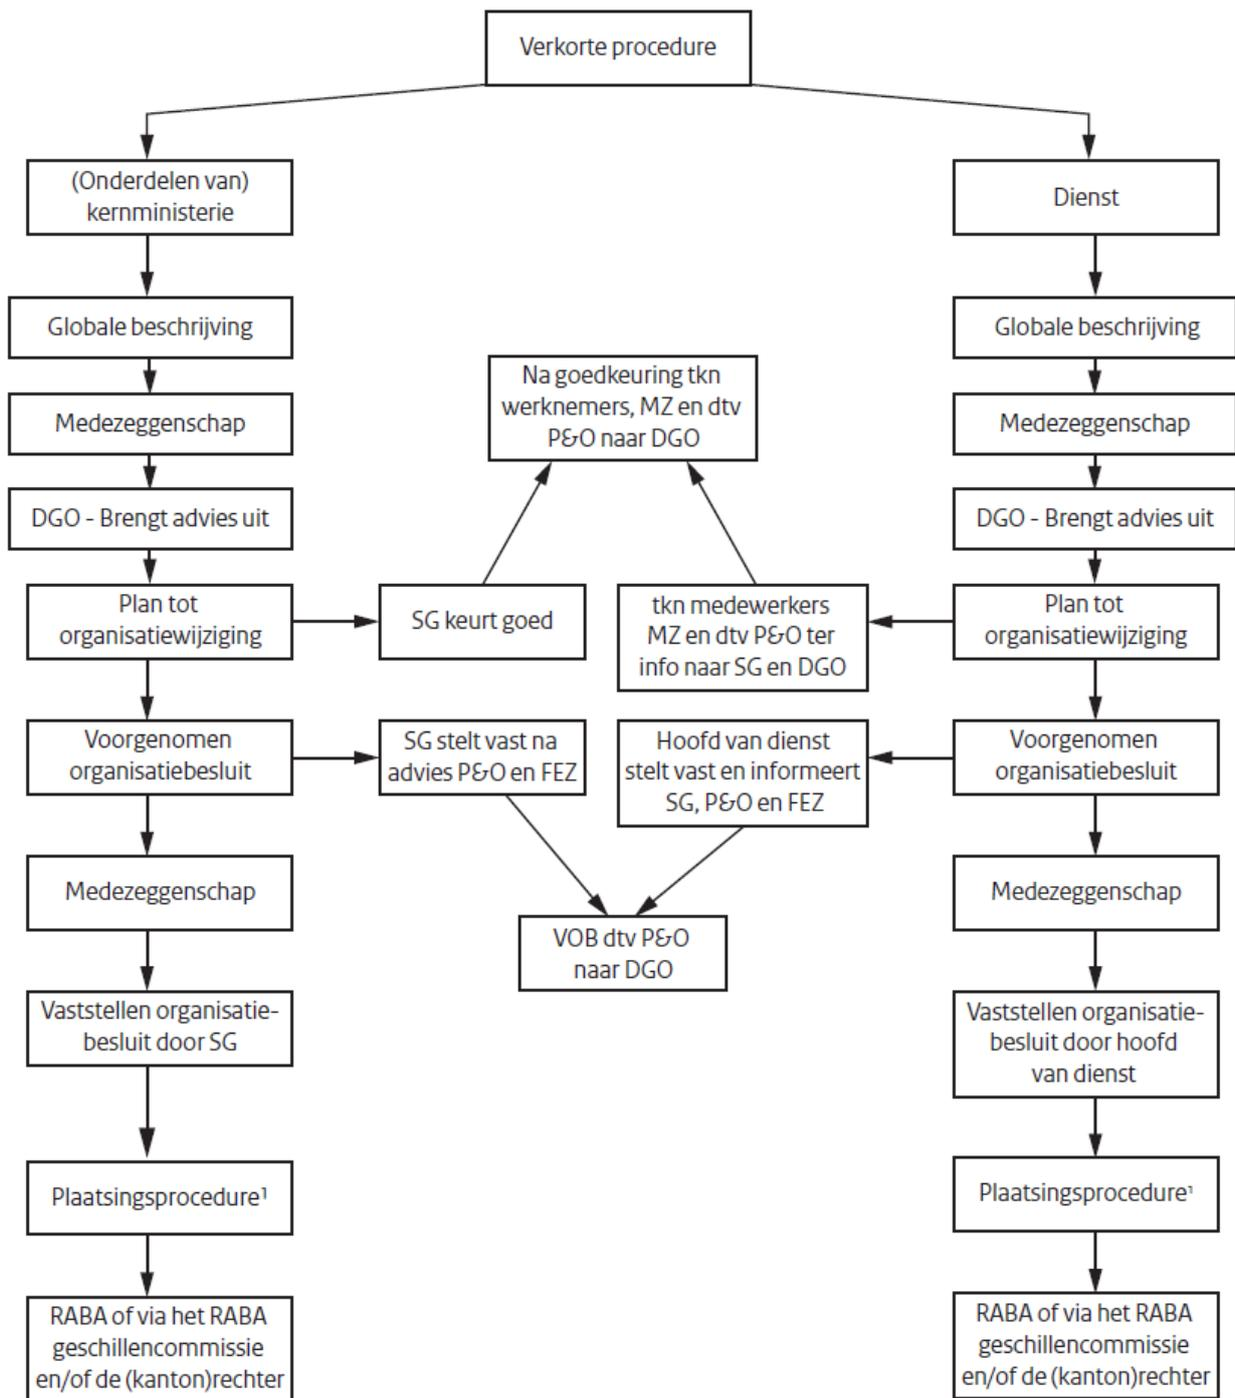 Verkorte procedure
(Onderdelen van)
kernministerie
Globale beschrijving
Medezeggenschap
DGO - Brengt advies uit
Plan tot
organisatiewijziging
Voorgenomen
organisatiebesluit
Medezeggenschap
Vaststellen organisatie-
besluit door SG
Plaatsingsprocedure¹
RABA of via het RABA
geschillencommissie
en/of de (kanton)rechter
Na goedkeuring tkn
werknemers, MZ en dtv
P&O naar DGO
SG keurt goed
tkn medewerkers
MZ en dtv P&O ter
info naar SG en DGO
SG stelt vast na
advies P&O en FEZ
Hoofd van dienst
stelt vast en informeert
SG, P&O en FEZ
VOB dtv P&O
naar DGO
Dienst
Globale beschrijving
Medezeggenschap
DGO - Brengt advies uit
Plan tot
organisatiewijziging
Voorgenomen
organisatiebesluit
Medezeggenschap
Vaststellen organisatie-
besluit door hoofd
van dienst
Plaatsingsprocedure¹
RABA of via het RABA
geschillencommissie
en/of de (kanton)rechter